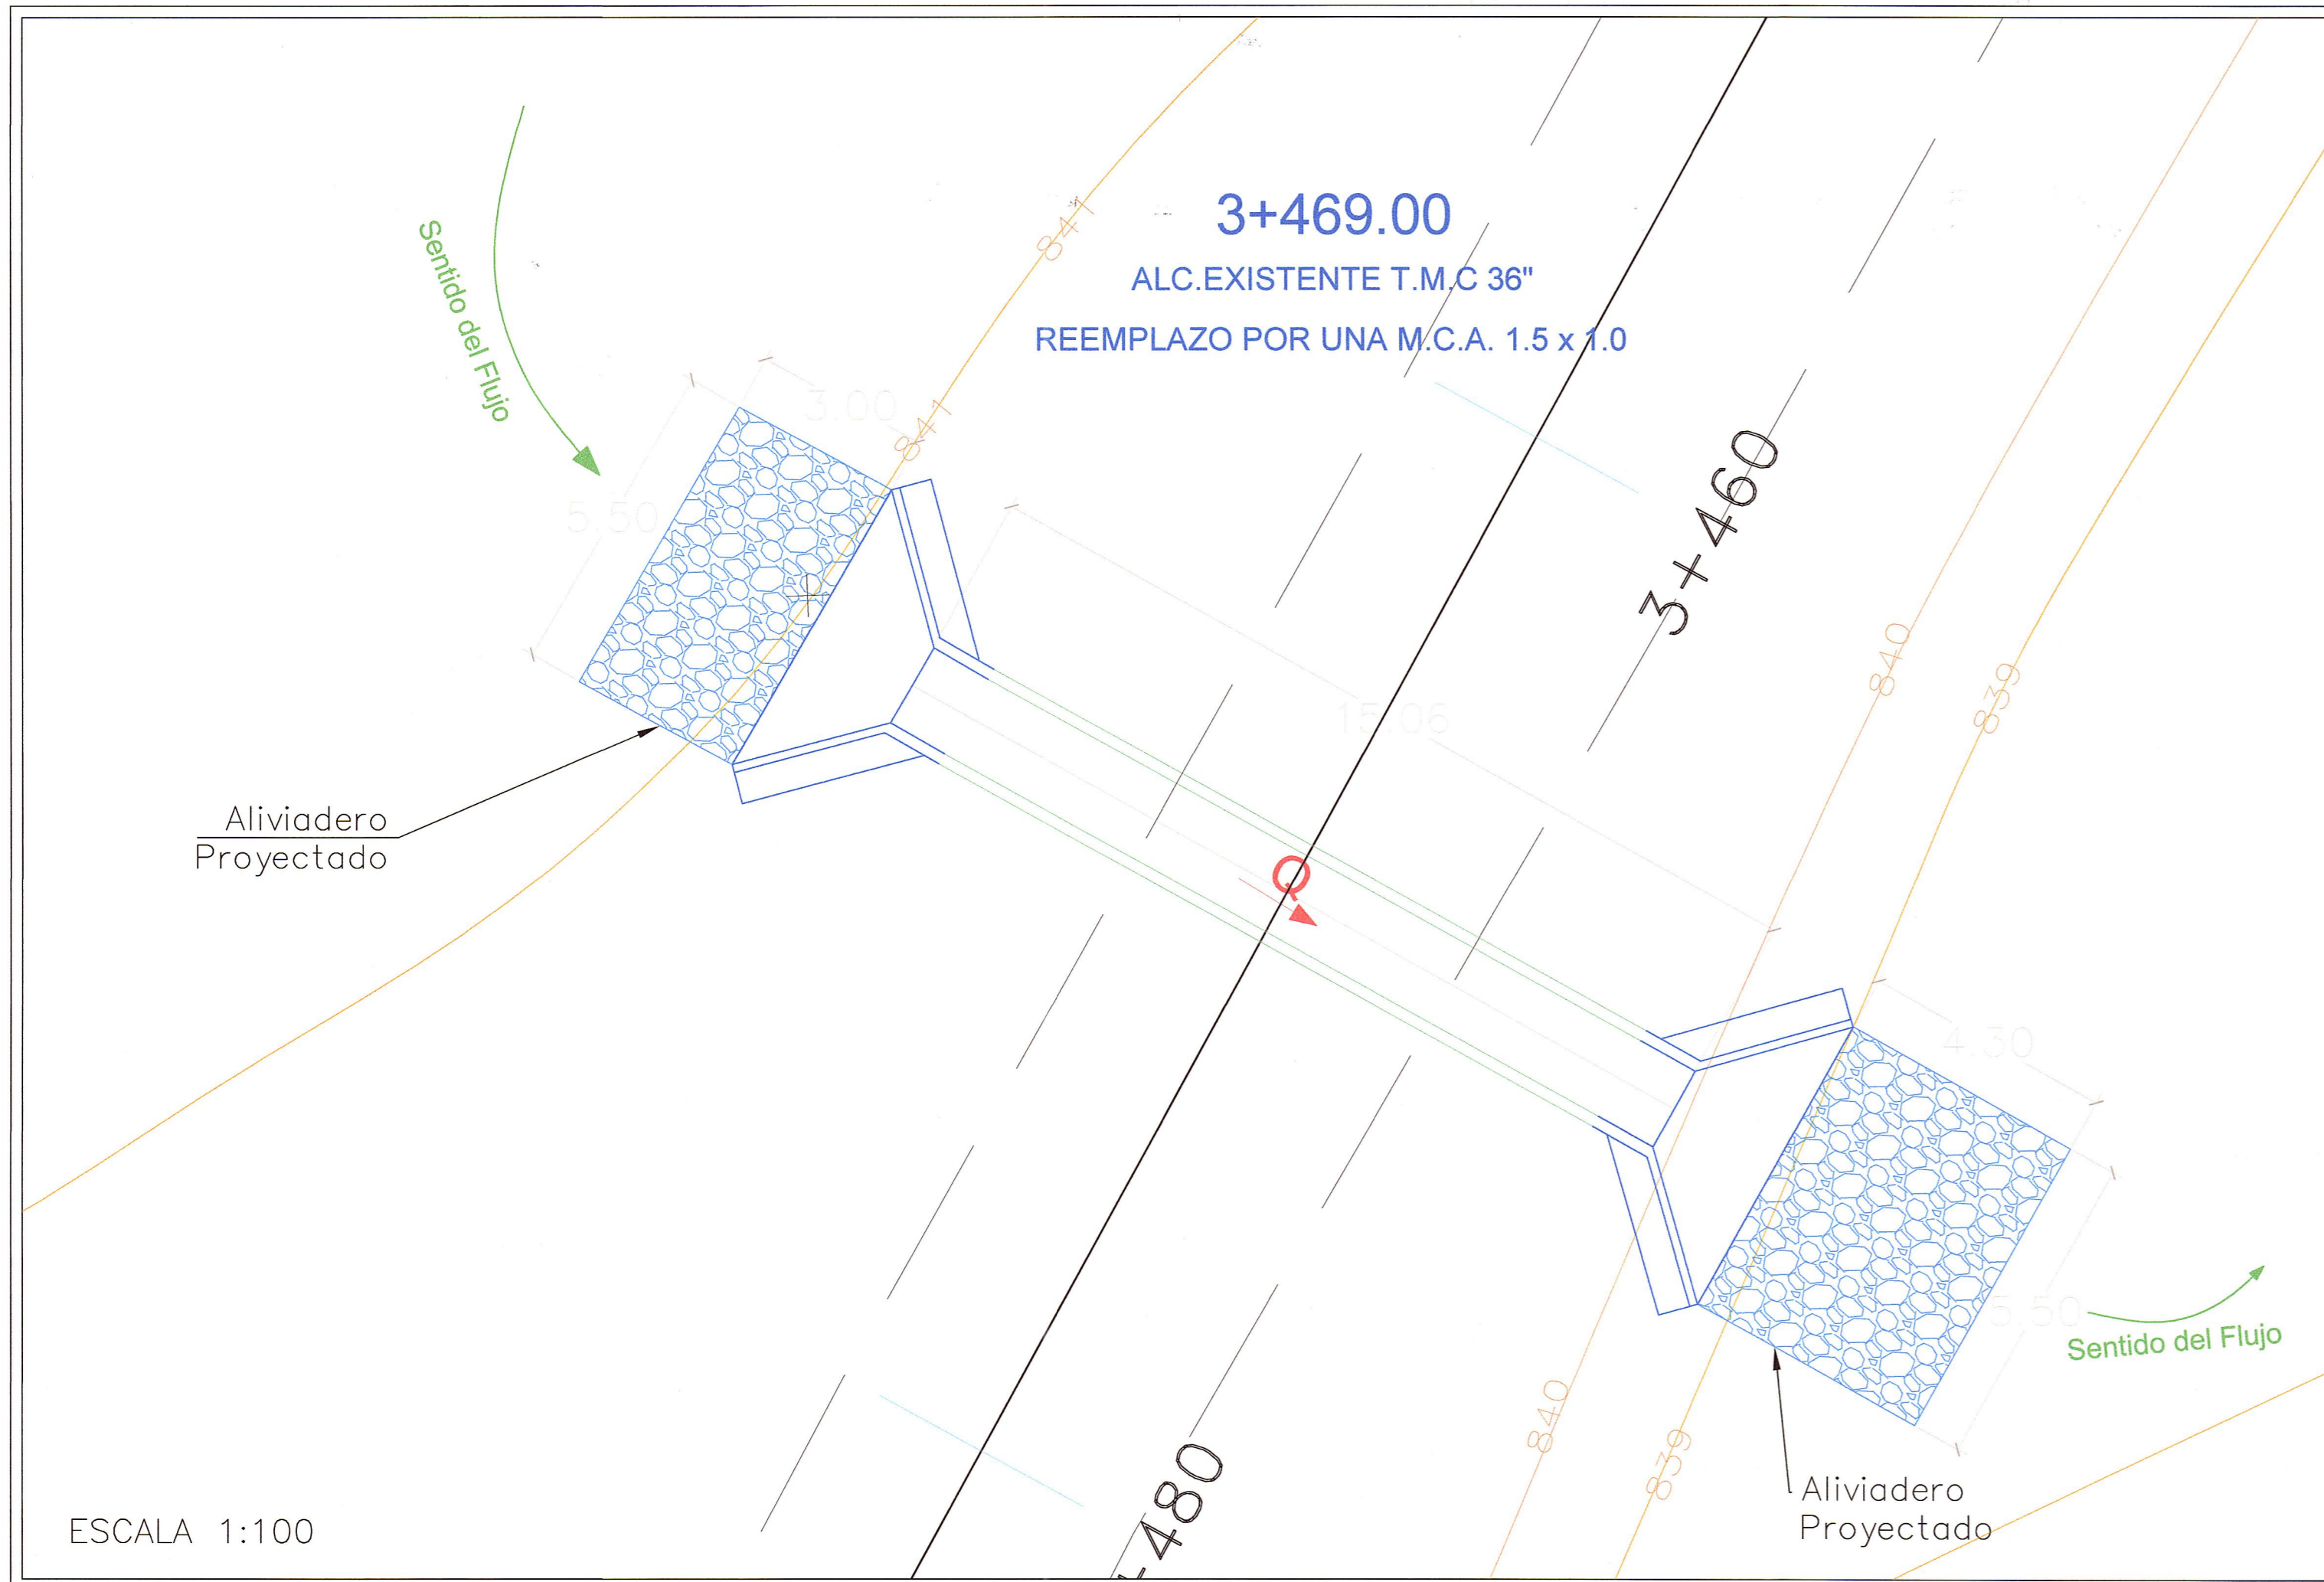 3+469.00
ALC.EXISTENTE T.M.C 36"
REEMPLAZO POR UNA M.C.A. 1.5 x 1.0
Sentido del Flujo
841
841
3.00
5.50
3+460
840
839
15.06
Aliviadero
Proyectado
Q
4.30
5.50
Sentido del Flujo
840
839
+480
Aliviadero
Proyectado
ESCALA 1:100